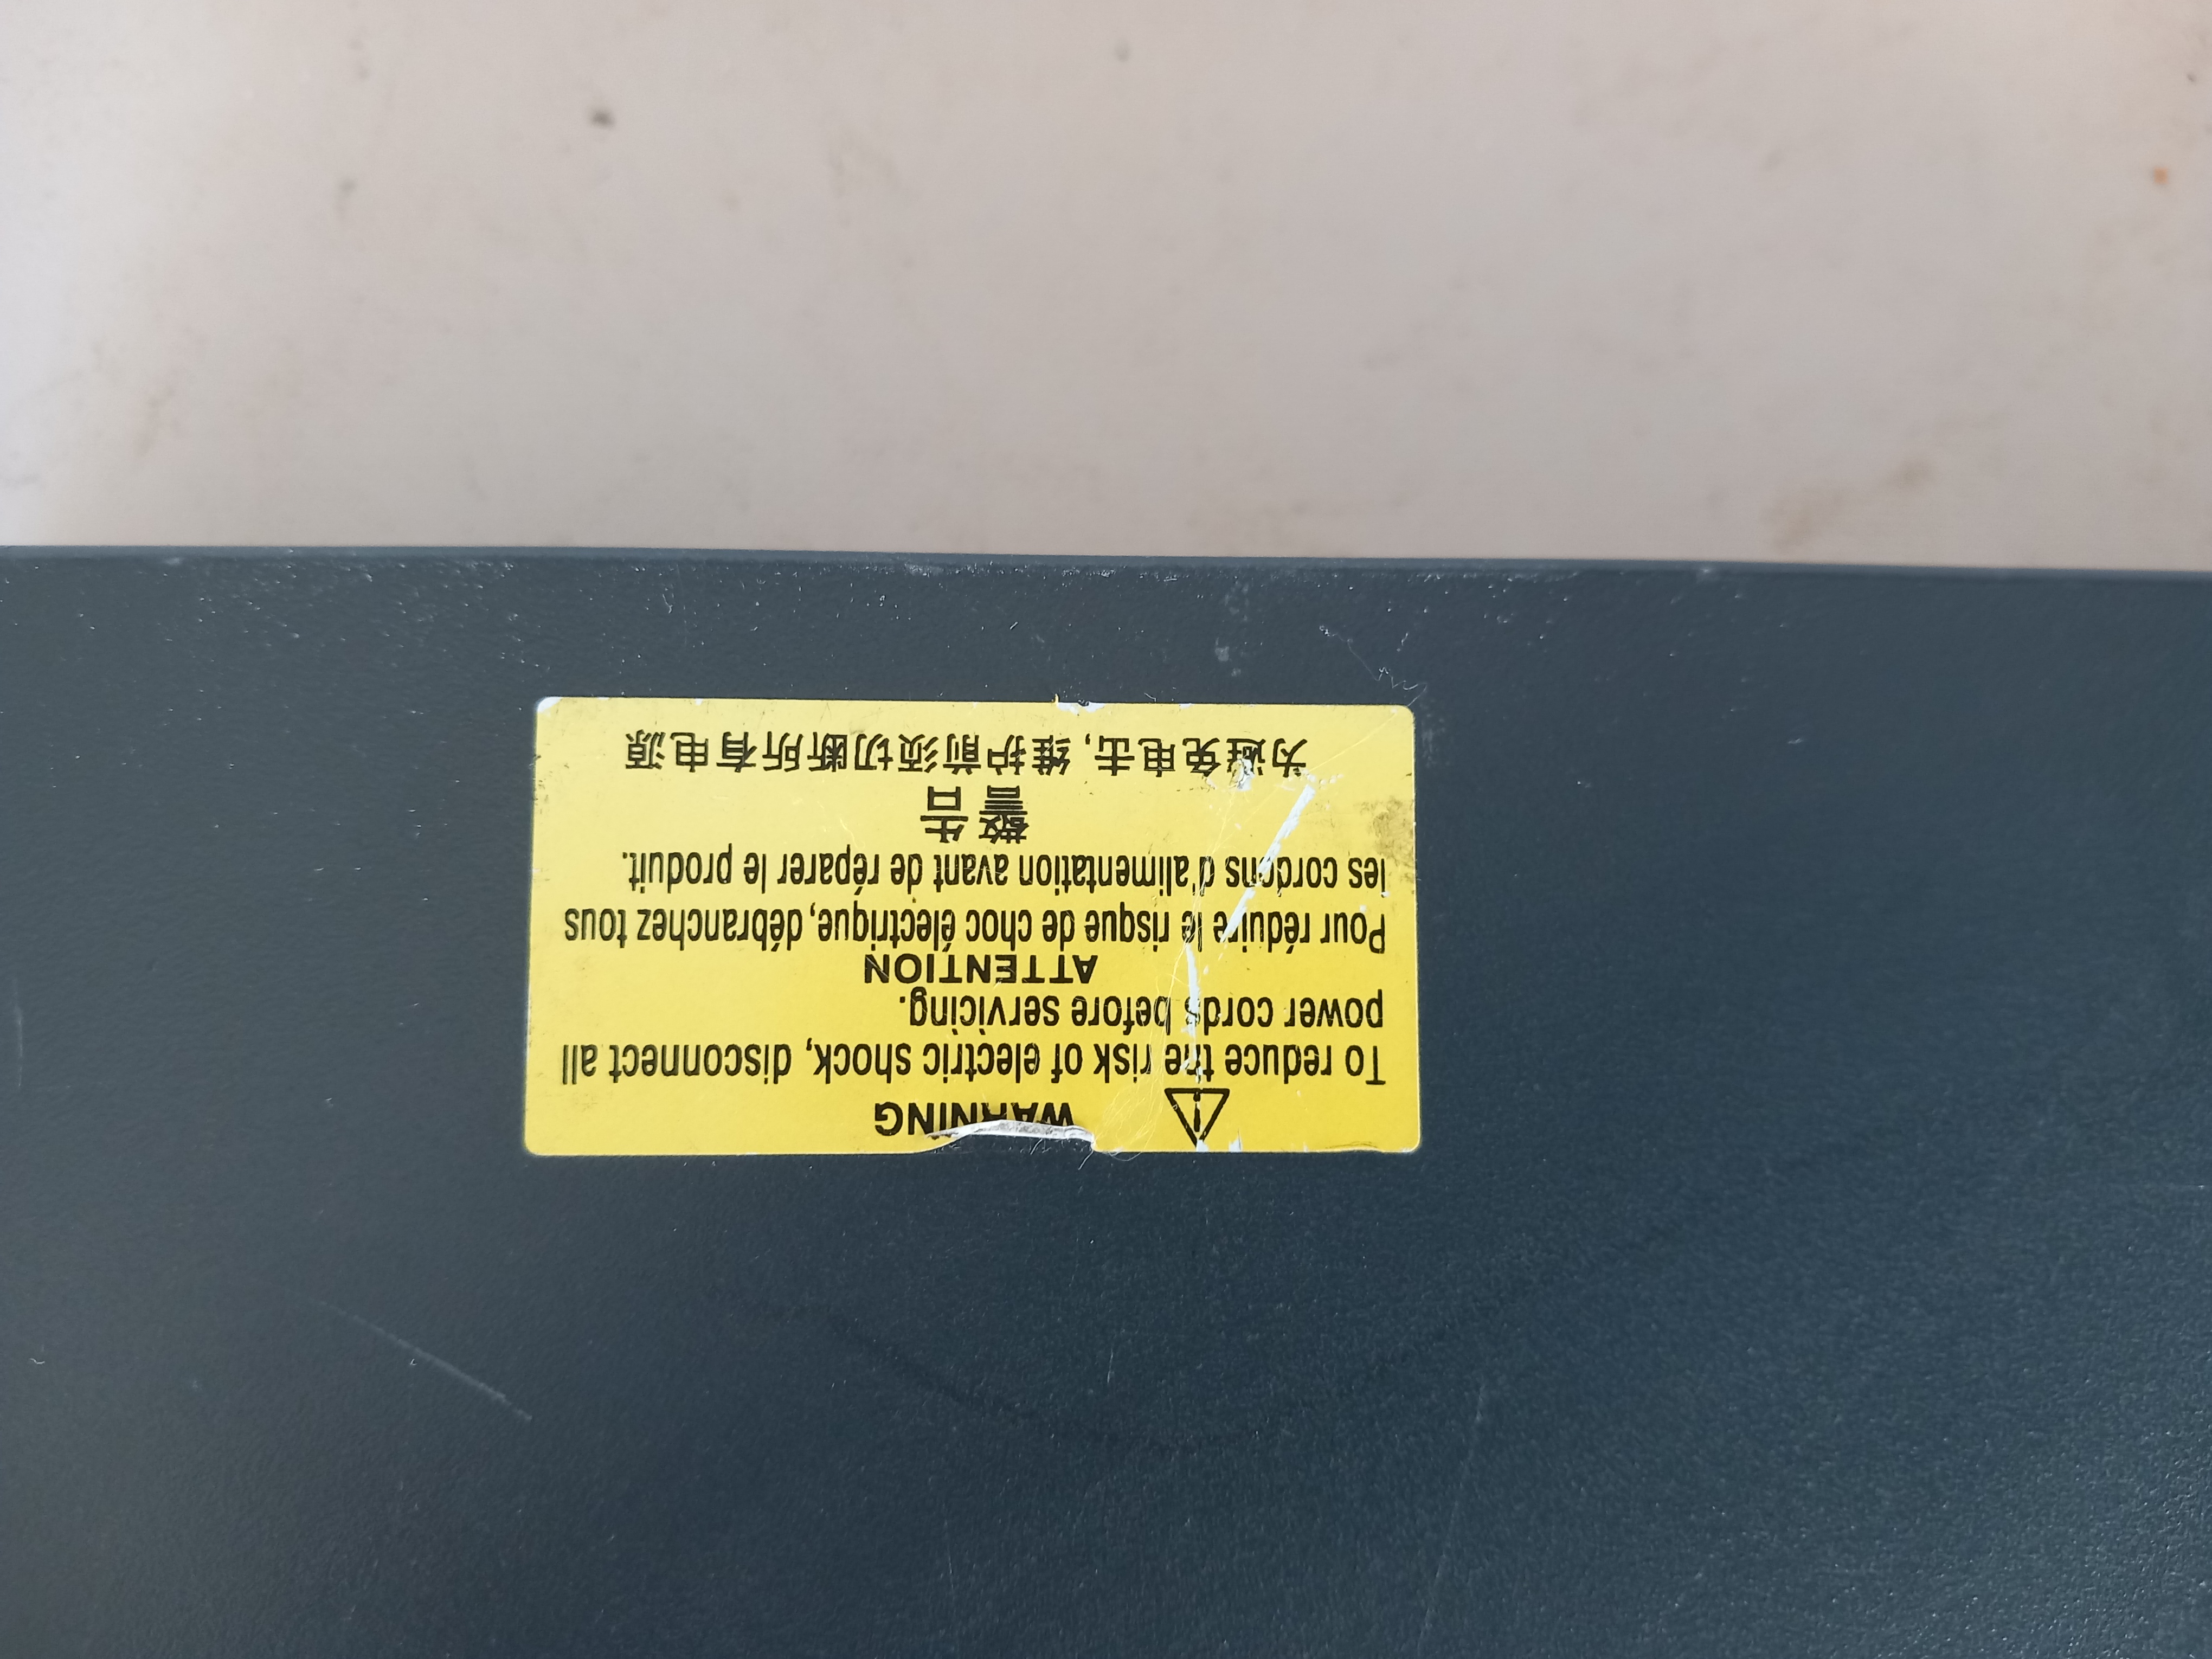 WARNING
To reduce the risk of electric shock, disconnect all
power cords before servicing.
ATTENTION
Pour réduire le risque de choc électrique, débranchez tous
les cordons d'alimentation avant de réparer le produit.
警告
为避免电击, 维护前须切断所有电源